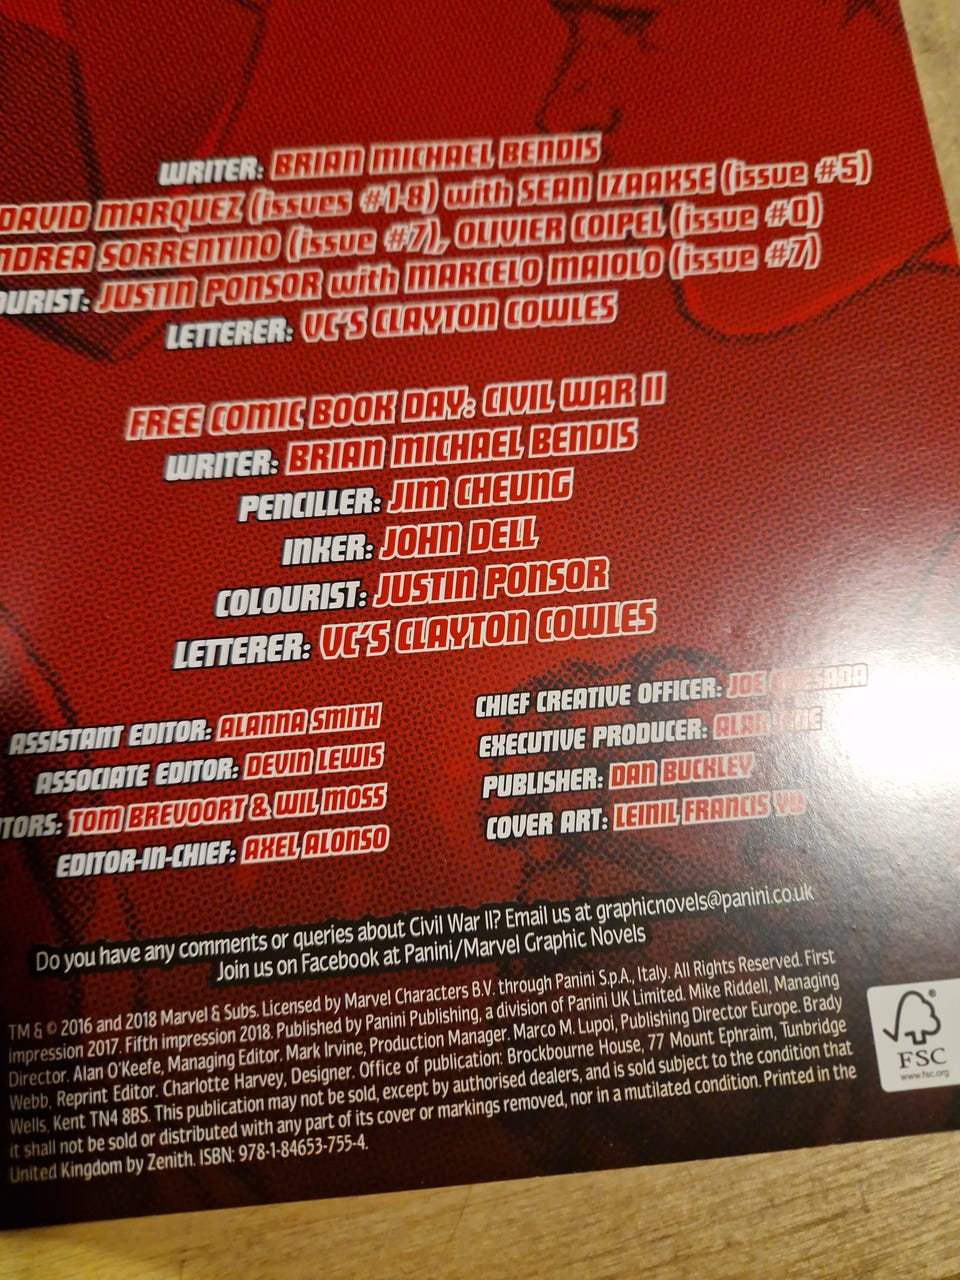 WRITER: BRIAN MICHAEL BENDIS
DAVID MARQUEZ (issues #1-8) with SEAN IZAAKSE (issue #5)
NDREA SORRENTINO (issue #7), OLIVIER COIPEL (issue #0)
OURIST: JUSTIN PONSOR with MARCELO MAIOLO (issue #7)
LETTERER: VC'S CLAYTON COWLES
FREE COMIC BOOK DAY: CIVIL WAR II
WRITER: BRIAN MICHAEL BENDIS
PENCILLER: JIM CHEUNG
INKER: JOHN DELL
COLOURIST: JUSTIN PONSOR
LETTERER: VC'S CLAYTON COWLES
ASSISTANT EDITOR: ALANNA SMITH
ASSOCIATE EDITOR: DEVIN LEWIS
TORS: TOM BREVOORT & WIL MOSS
EDITOR-IN-CHIEF: AXEL ALONSO
CHIEF CREATIVE OFFICER: JOE QUESADA
EXECUTIVE PRODUCER: ALAN FINE
PUBLISHER: DAN BUCKLEY
COVER ART: LEINIL FRANCIS YU
Do you have any comments or queries about Civil War II? Email us at graphicnovels@panini.co.uk
Join us on Facebook at Panini/Marvel Graphic Novels
TM & © 2016 and 2018 Marvel & Subs. Licensed by Marvel Characters B.V. through Panini S.p.A., Italy. All Rights Reserved. First
impression 2017. Fifth impression 2018. Published by Panini Publishing, a division of Panini UK Limited. Mike Riddell, Managing
Director. Alan O'Keefe, Managing Editor. Mark Irvine, Production Manager. Marco M. Lupoi, Publishing Director Europe. Brady
Webb, Reprint Editor. Charlotte Harvey, Designer. Office of publication: Brockbourne House, 77 Mount Ephraim, Tunbridge
Wells, Kent TN4 8BS. This publication may not be sold, except by authorised dealers, and is sold subject to the condition that
it shall not be sold or distributed with any part of its cover or markings removed, nor in a mutilated condition. Printed in the
United Kingdom by Zenith. ISBN: 978-1-84653-755-4.
FSC
www.fsc.org